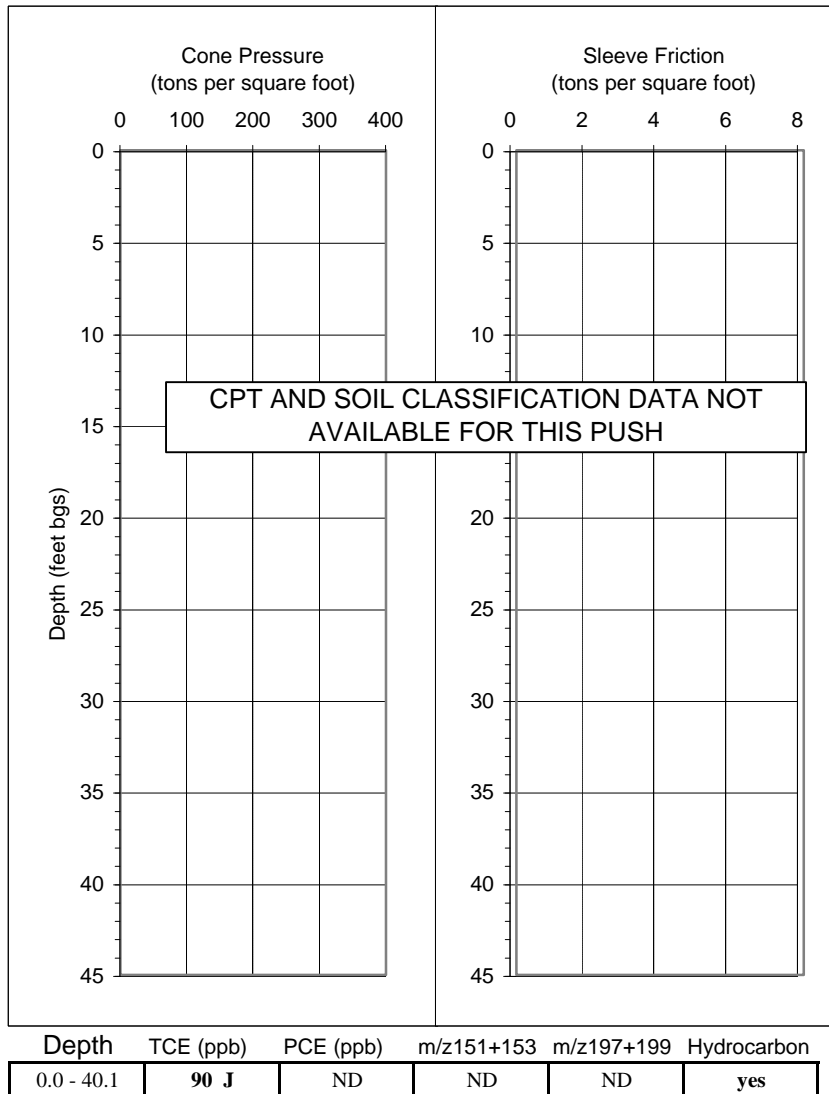 Cone Pressure
(tons per square foot)
0 100 200 300 400
0
5
10
15
20
25
30
35
40
45
Depth (feet bgs)
Sleeve Friction
(tons per square foot)
0 2 4 6 8
0
5
10
15
20
25
30
35
40
45
CPT AND SOIL CLASSIFICATION DATA NOT
AVAILABLE FOR THIS PUSH
Depth TCE (ppb) PCE (ppb) m/z151+153 m/z197+199 Hydrocarbon
0.0 - 40.1 90 J ND ND ND yes